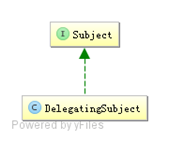 I Subject
C DelegatingSubject
Powered by yFiles